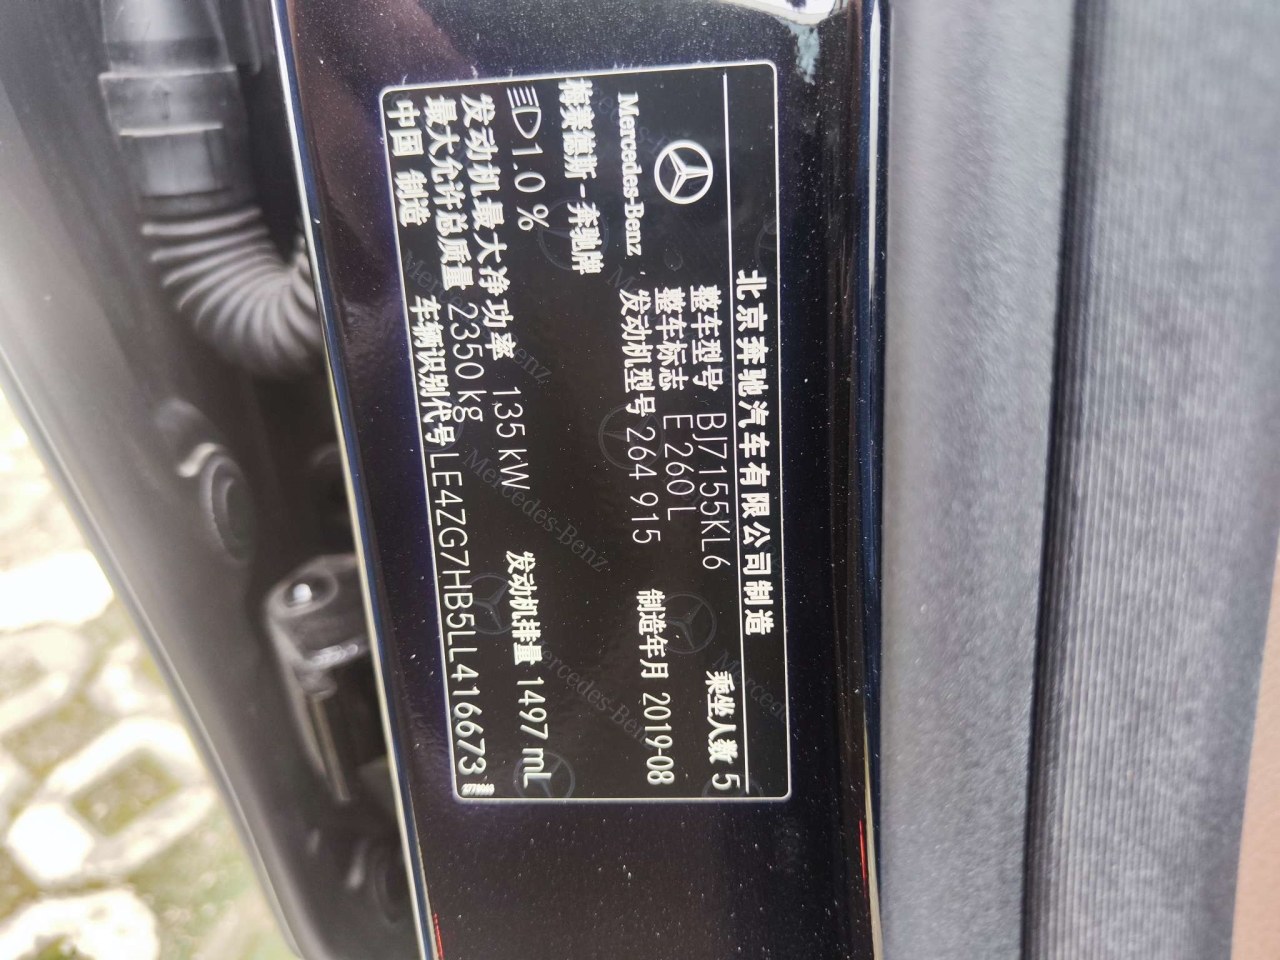 北京奔驰汽车有限公司制造
Mercedes-Benz
梅赛德斯-奔驰牌
整车型号 BJ7155KL6 乘坐人数 5
整车标志 E 260 L
发动机型号 264 915 制造年月 2019-08
1.0 %
发动机最大净功率 135 kW 发动机排量 1497 mL
最大允许总质量 2350 kg
中国 制造 车辆识别代号 LE4ZG7HB5LL416673